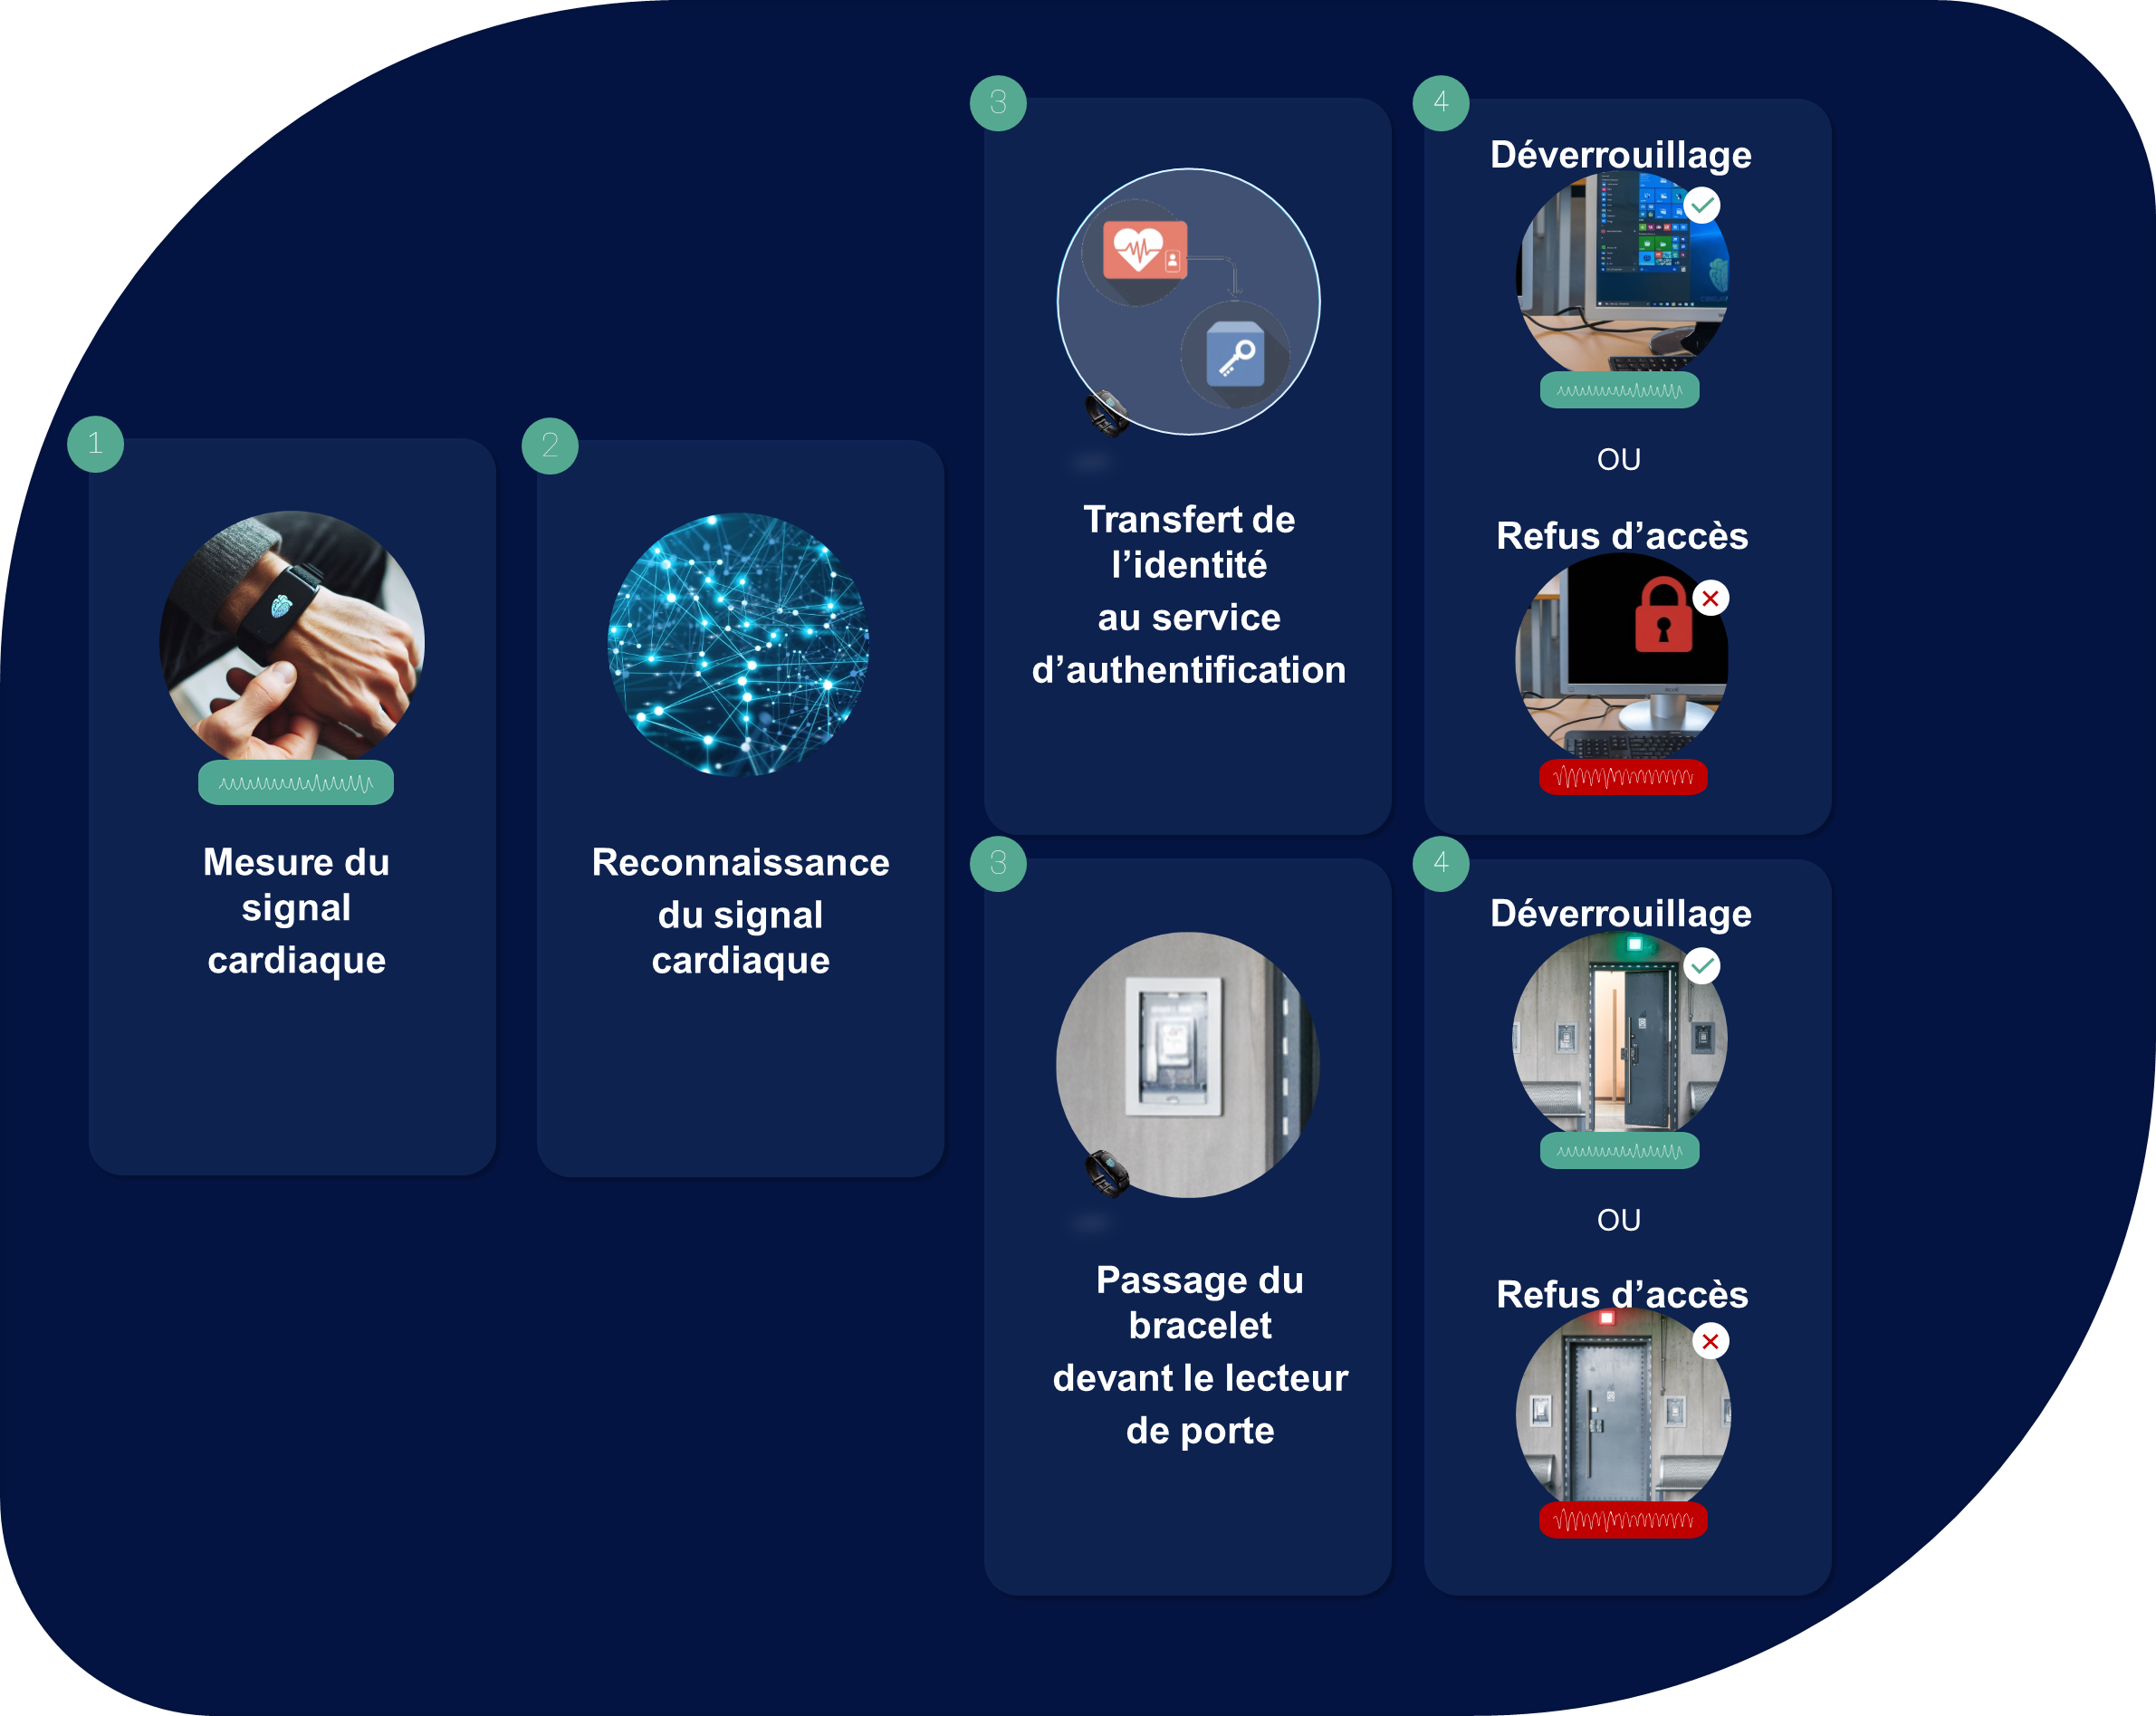 1
Mesure du
signal
cardiaque
2
Reconnaissance
du signal
cardiaque
3
Transfert de
l’identité
au service
d’authentification
4
Déverrouillage
OU
Refus d’accès
3
Passage du
bracelet
devant le lecteur
de porte
4
Déverrouillage
OU
Refus d’accès